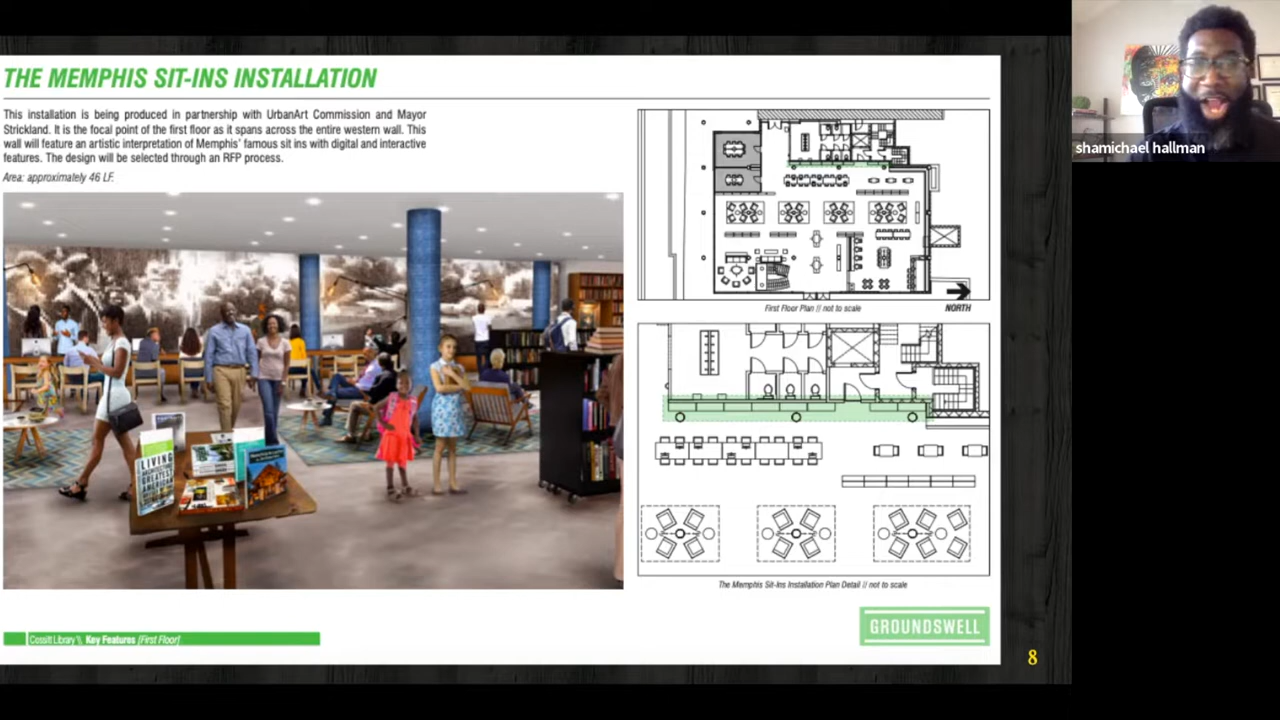 THE MEMPHIS SIT-INS INSTALLATION
This installation is being produced in partnership with UrbanArt Commission and Mayor
Strickland. It is the focal point of the first floor as it spans across the entire western wall. This
wall will feature an artistic interpretation of Memphis' famous sit ins with digital and interactive
features. The design will be selected through an RFP process.
Area: approximately 46 LF.
LIVING
GREATEST
AMERICAN
First Floor Plan // not to scale
NORTH
The Memphis Sit-Ins Installation Plan Detail // not to scale
GROUNDSWELL
Cossitt Library \\ Key Features [First Floor]
8
shamichael hallman